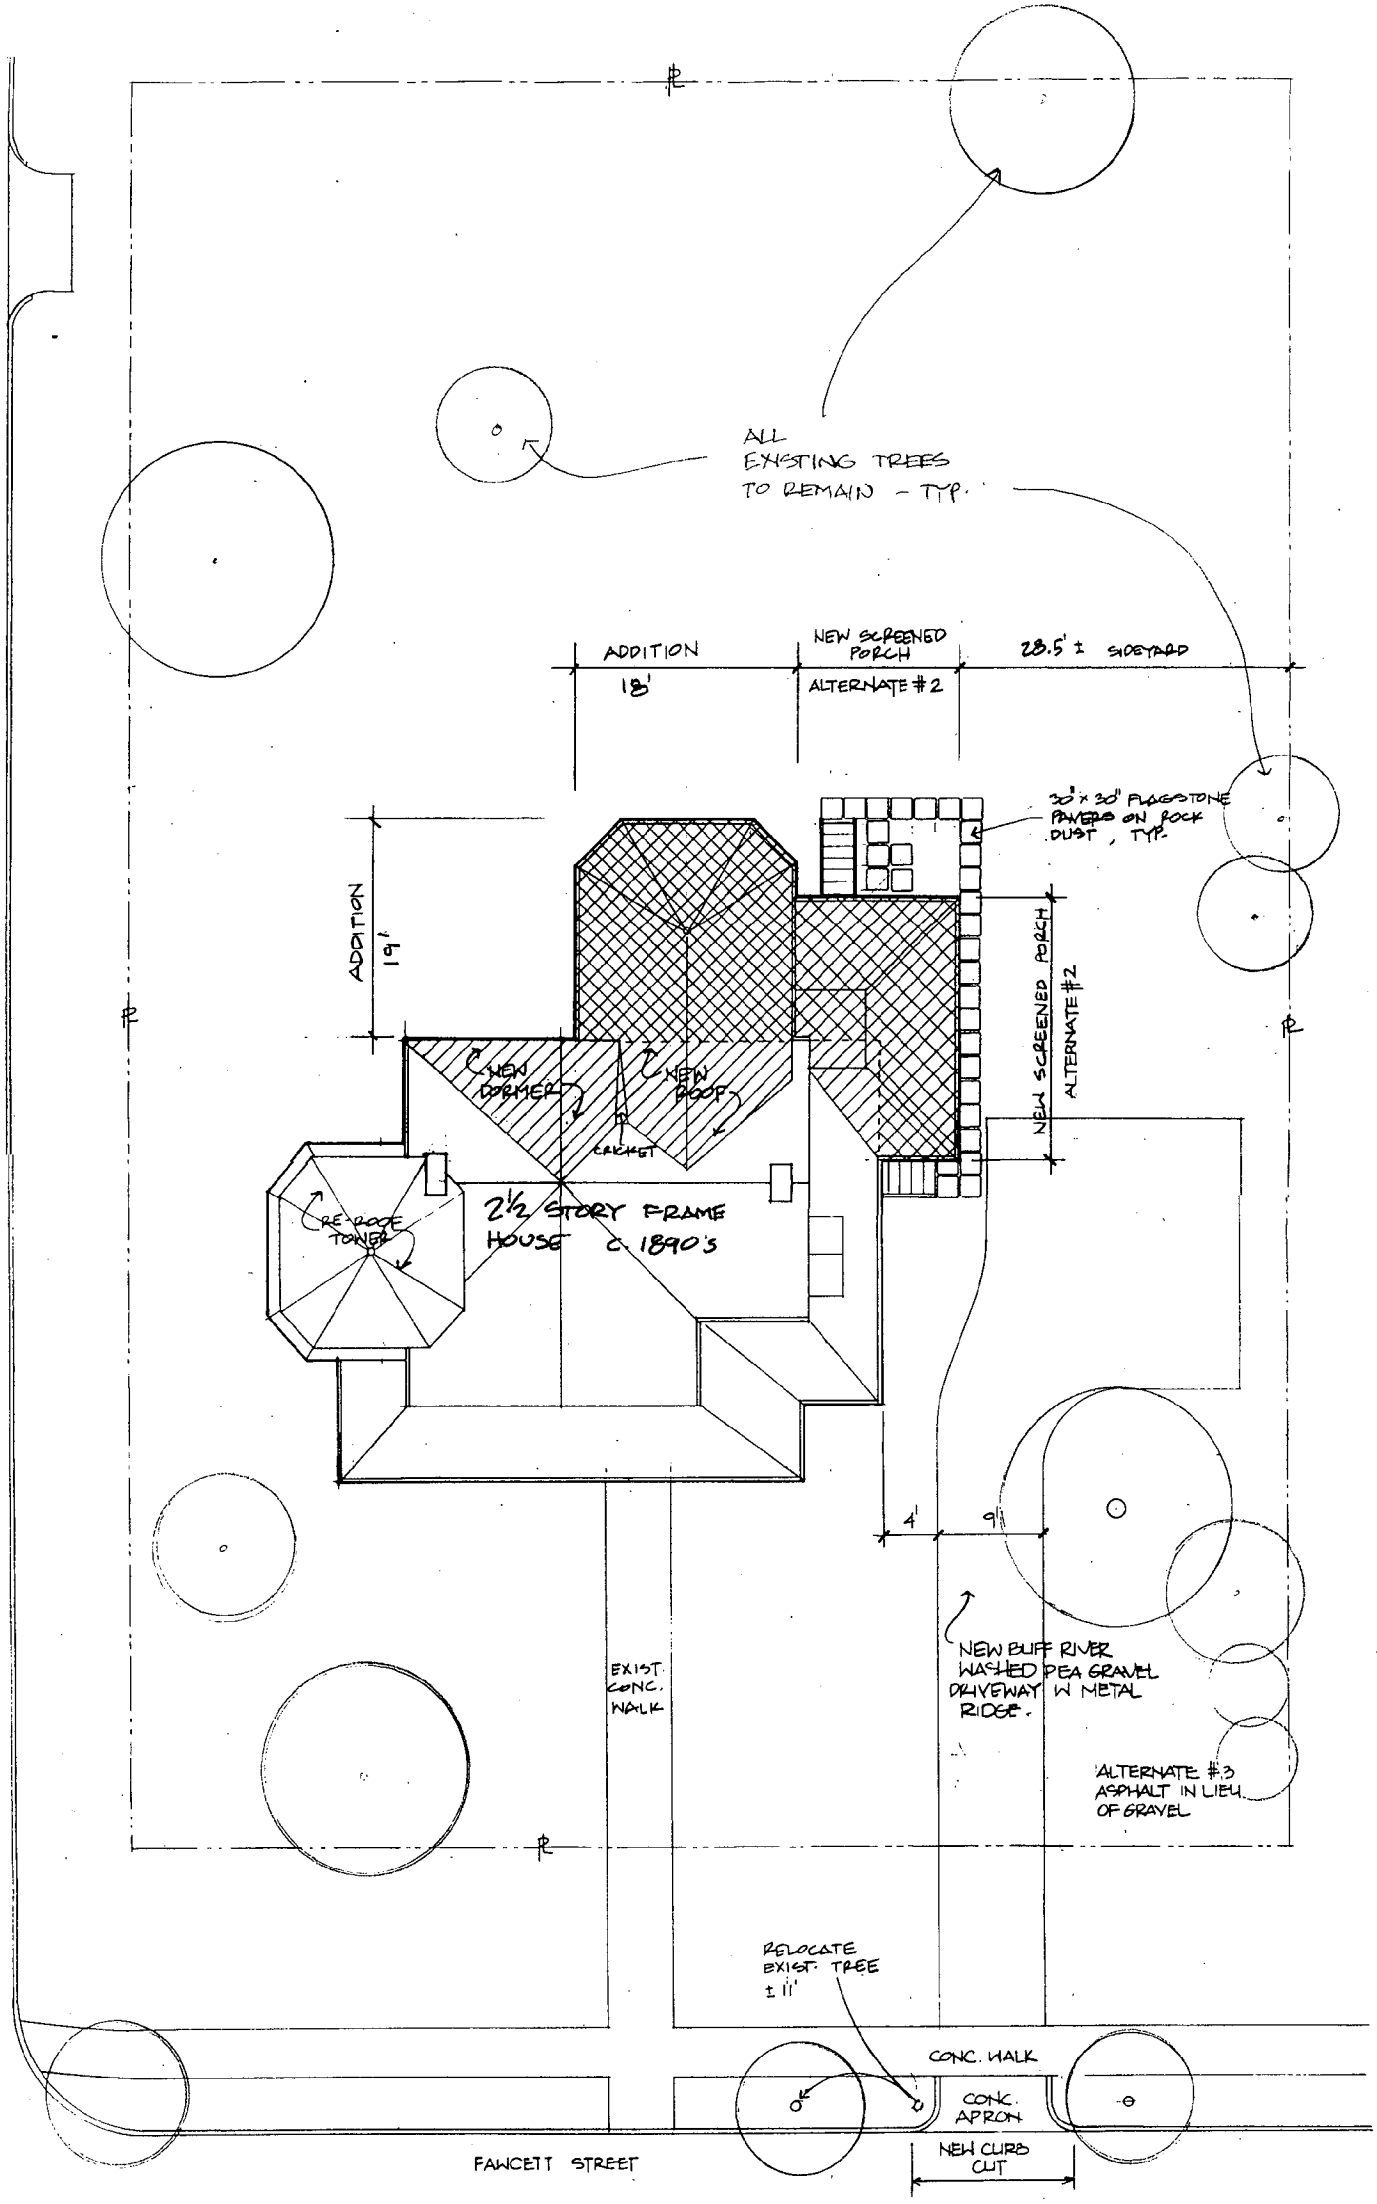 PL
ALL
EXISTING TREES
TO REMAIN - TYP.
ADDITION
18'
NEW SCREENED
PORCH
ALTERNATE #2
28.5' ± SIDEYARD
30" x 30" FLAGSTONE
PAVERS ON ROCK
DUST, TYP.
ADDITION
19'
NEW SCREENED PORCH
ALTERNATE #2
PL
PL
NEW
DORMER
NEW
ROOF
CRICKET
RE-ROOF
TOWER
2½ STORY FRAME
HOUSE C. 1890's
4'
9'
EXIST.
CONC.
WALK
NEW BUFF RIVER
WASHED PEA GRAVEL
DRIVEWAY W METAL
RIDGE.
ALTERNATE #3
ASPHALT IN LIEU
OF GRAVEL
PL
RELOCATE
EXIST. TREE
± 11'
CONC. WALK
CONC.
APRON
NEW CURB
CUT
FAWCETT STREET